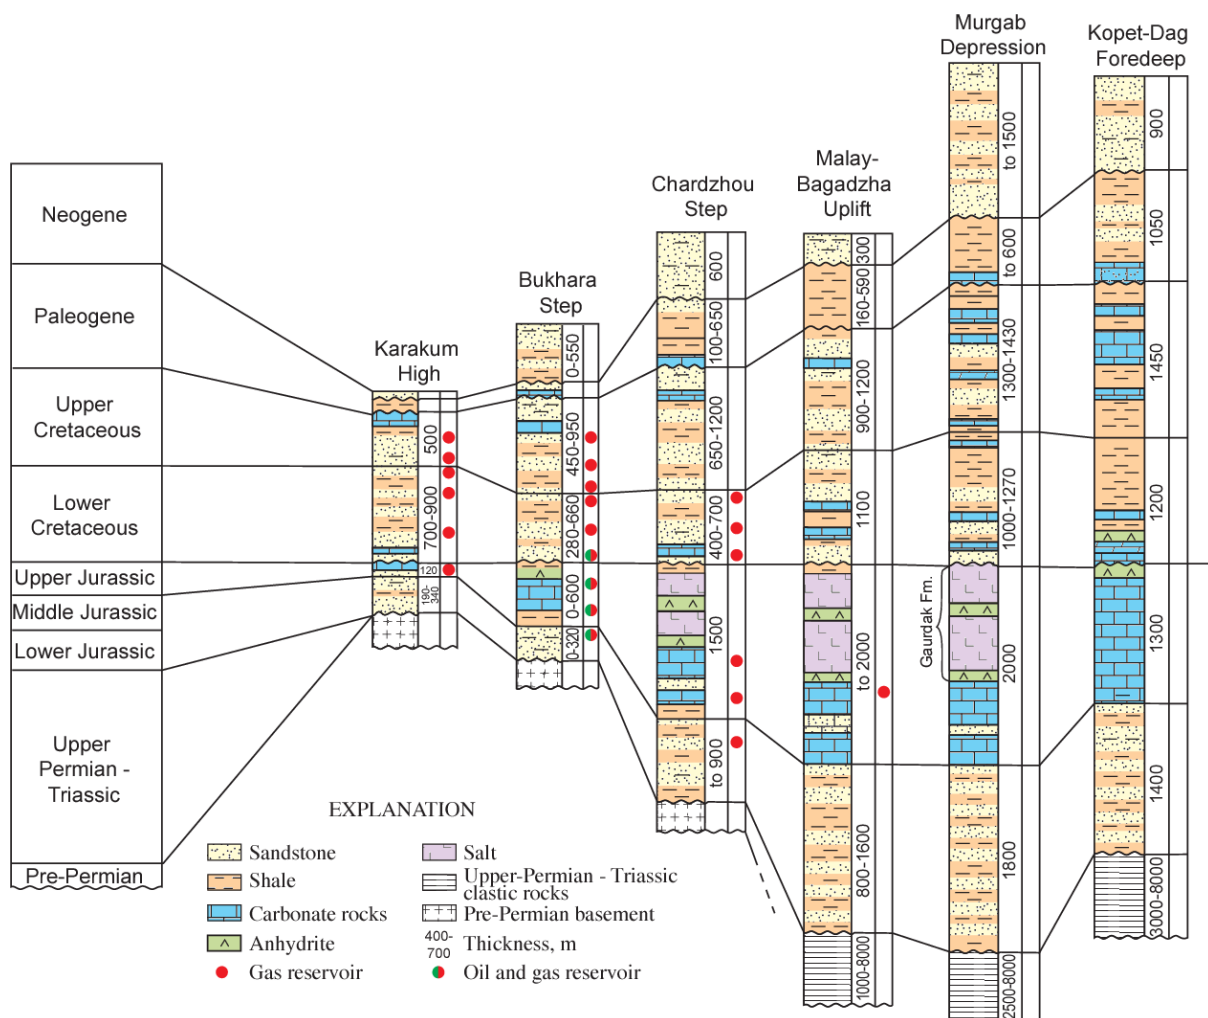 Murgab
Depression
Kopet-Dag
Foredeep
Malay-
Bagadzha
Uplift
Chardzhou
Step
Bukhara
Step
Karakum
High
Neogene
Paleogene
Upper
Cretaceous
Lower
Cretaceous
Upper Jurassic
Middle Jurassic
Lower Jurassic
Upper
Permian -
Triassic
Pre-Permian
500
700-900
120
190-
340
0-550
450-950
280-660
0-600
0-320
600
100-650
650-1200
400-700
1500
to 900
300
160-590
900-1200
1100
to 2000
800-1600
1000-8000
to 1500
to 600
1300-1430
1000-1270
Gaurdak Fm.
2000
1800
2500-8000
900
1050
1450
1200
1300
1400
3000-8000
EXPLANATION
Sandstone
Shale
Carbonate rocks
Anhydrite
Gas reservoir
Salt
Upper-Permian - Triassic
clastic rocks
Pre-Permian basement
400-
700
Thickness, m
Oil and gas reservoir